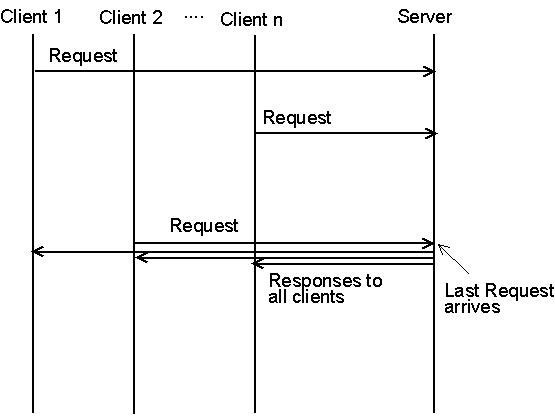 Client 1 Client 2 ···· Client n Server
Request
Request
Request
Responses to
all clients
Last Request
arrives